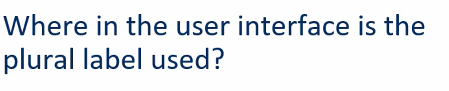 Where in the user interface is the
plural label used?